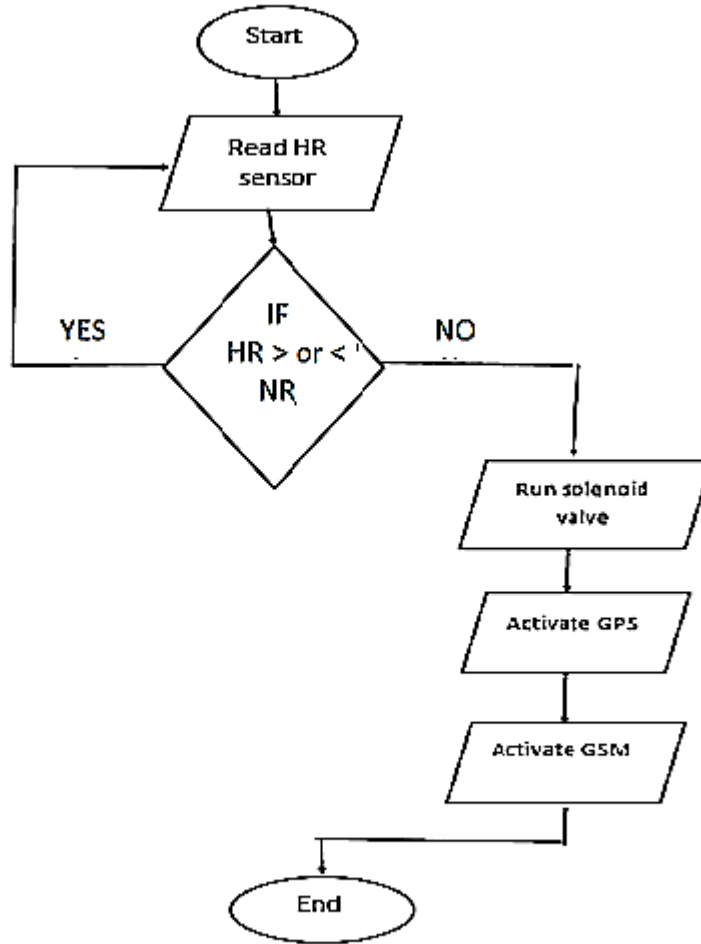 Start
Read HR
sensor
IF
YES
HR > or <
NO
NR
Run solenoid
valve
Activate GPS
Activate GSM
End